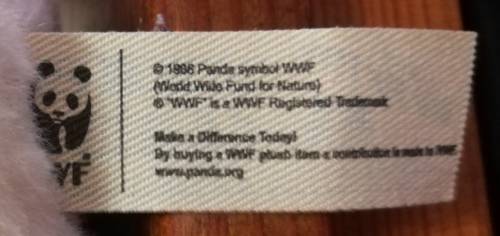 © 1986 Panda symbol WWF
(World Wide Fund for Nature)
® "WWF" is a WWF Registered Trademark
Make a Difference Today!
By buying a WWF plush item a contribution is made to WWF
www.panda.org
WF